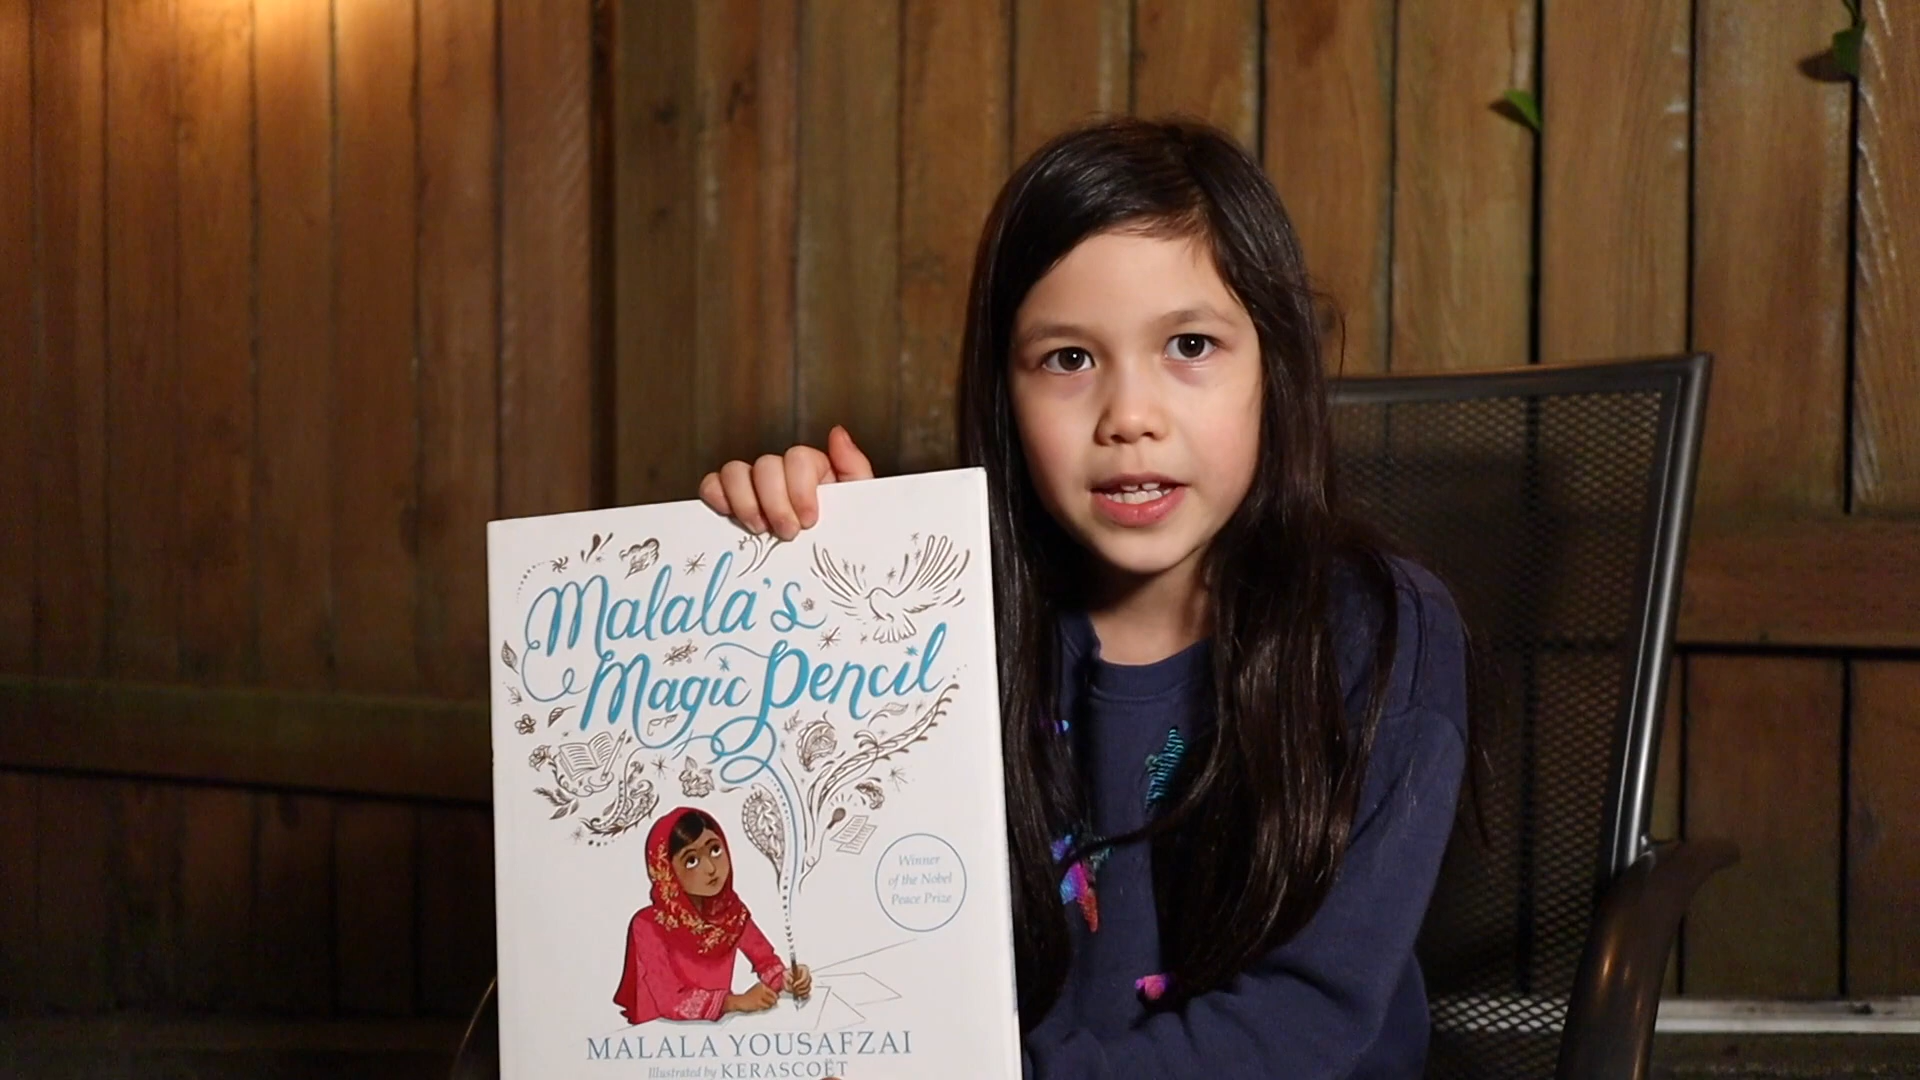 Malala's
Magic Pencil
Winner
of the Nobel
Peace Prize
MALALA YOUSAFZAI
Illustrated by KERASCOËT